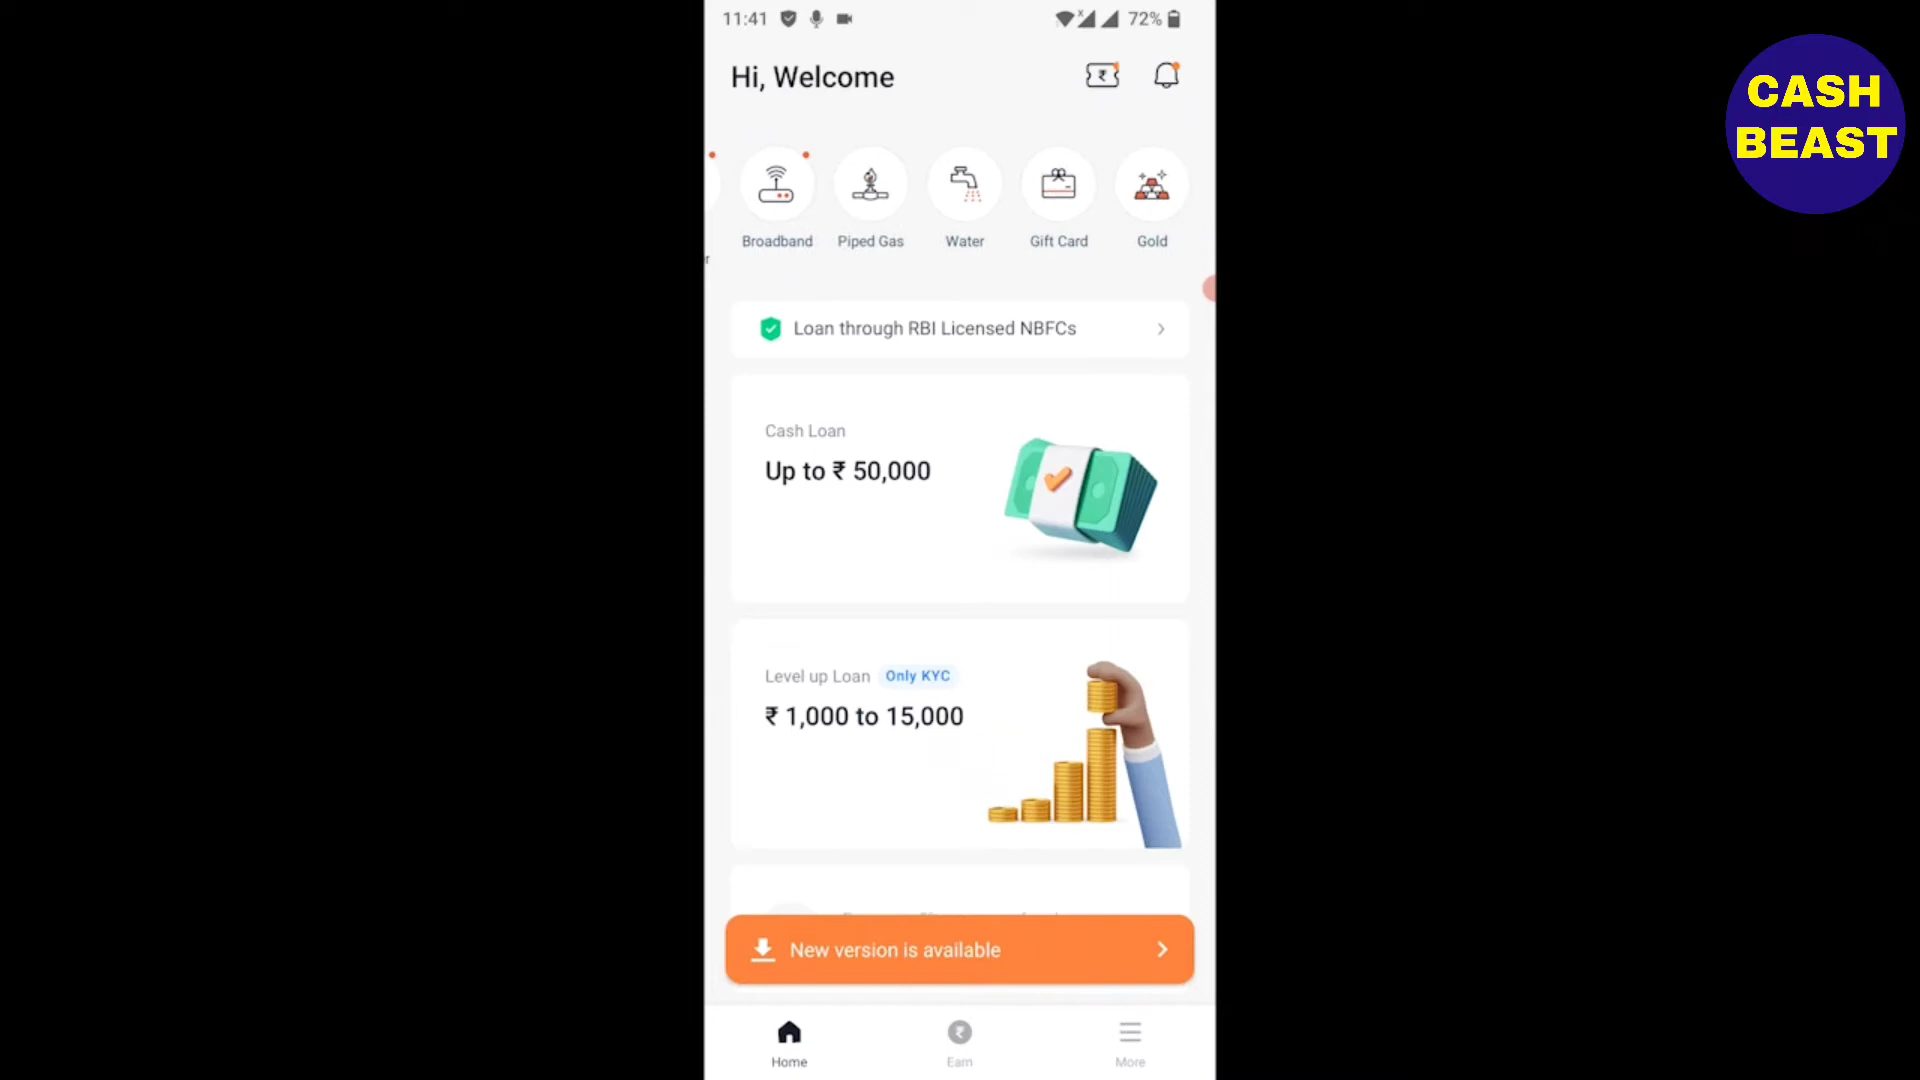 11:41
72%
CASH
BEAST
Hi, Welcome
Broadband
Piped Gas
Water
Gift Card
Gold
r
Loan through RBI Licensed NBFCs
Cash Loan
Up to ₹ 50,000
Level up Loan Only KYC
₹ 1,000 to 15,000
New version is available
Home
Earn
More